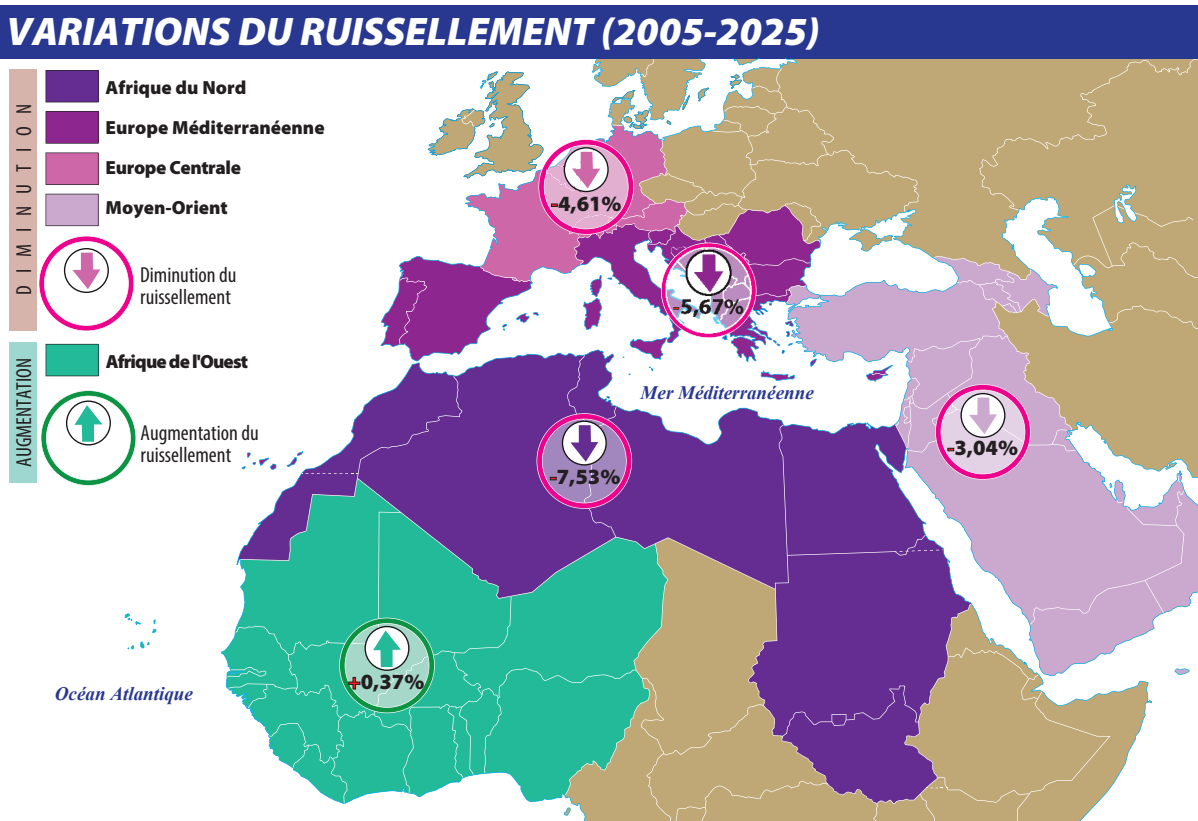 VARIATIONS DU RUISSELLEMENT (2005-2025)
DIMINUTION
Afrique du Nord
Europe Méditerranéenne
Europe Centrale
Moyen-Orient
Diminution du
ruissellement
AUGMENTATION
Afrique de l'Ouest
Augmentation du
ruissellement
-4,61%
-5,67%
Mer Méditerranéenne
-3,04%
-7,53%
+0,37%
Océan Atlantique